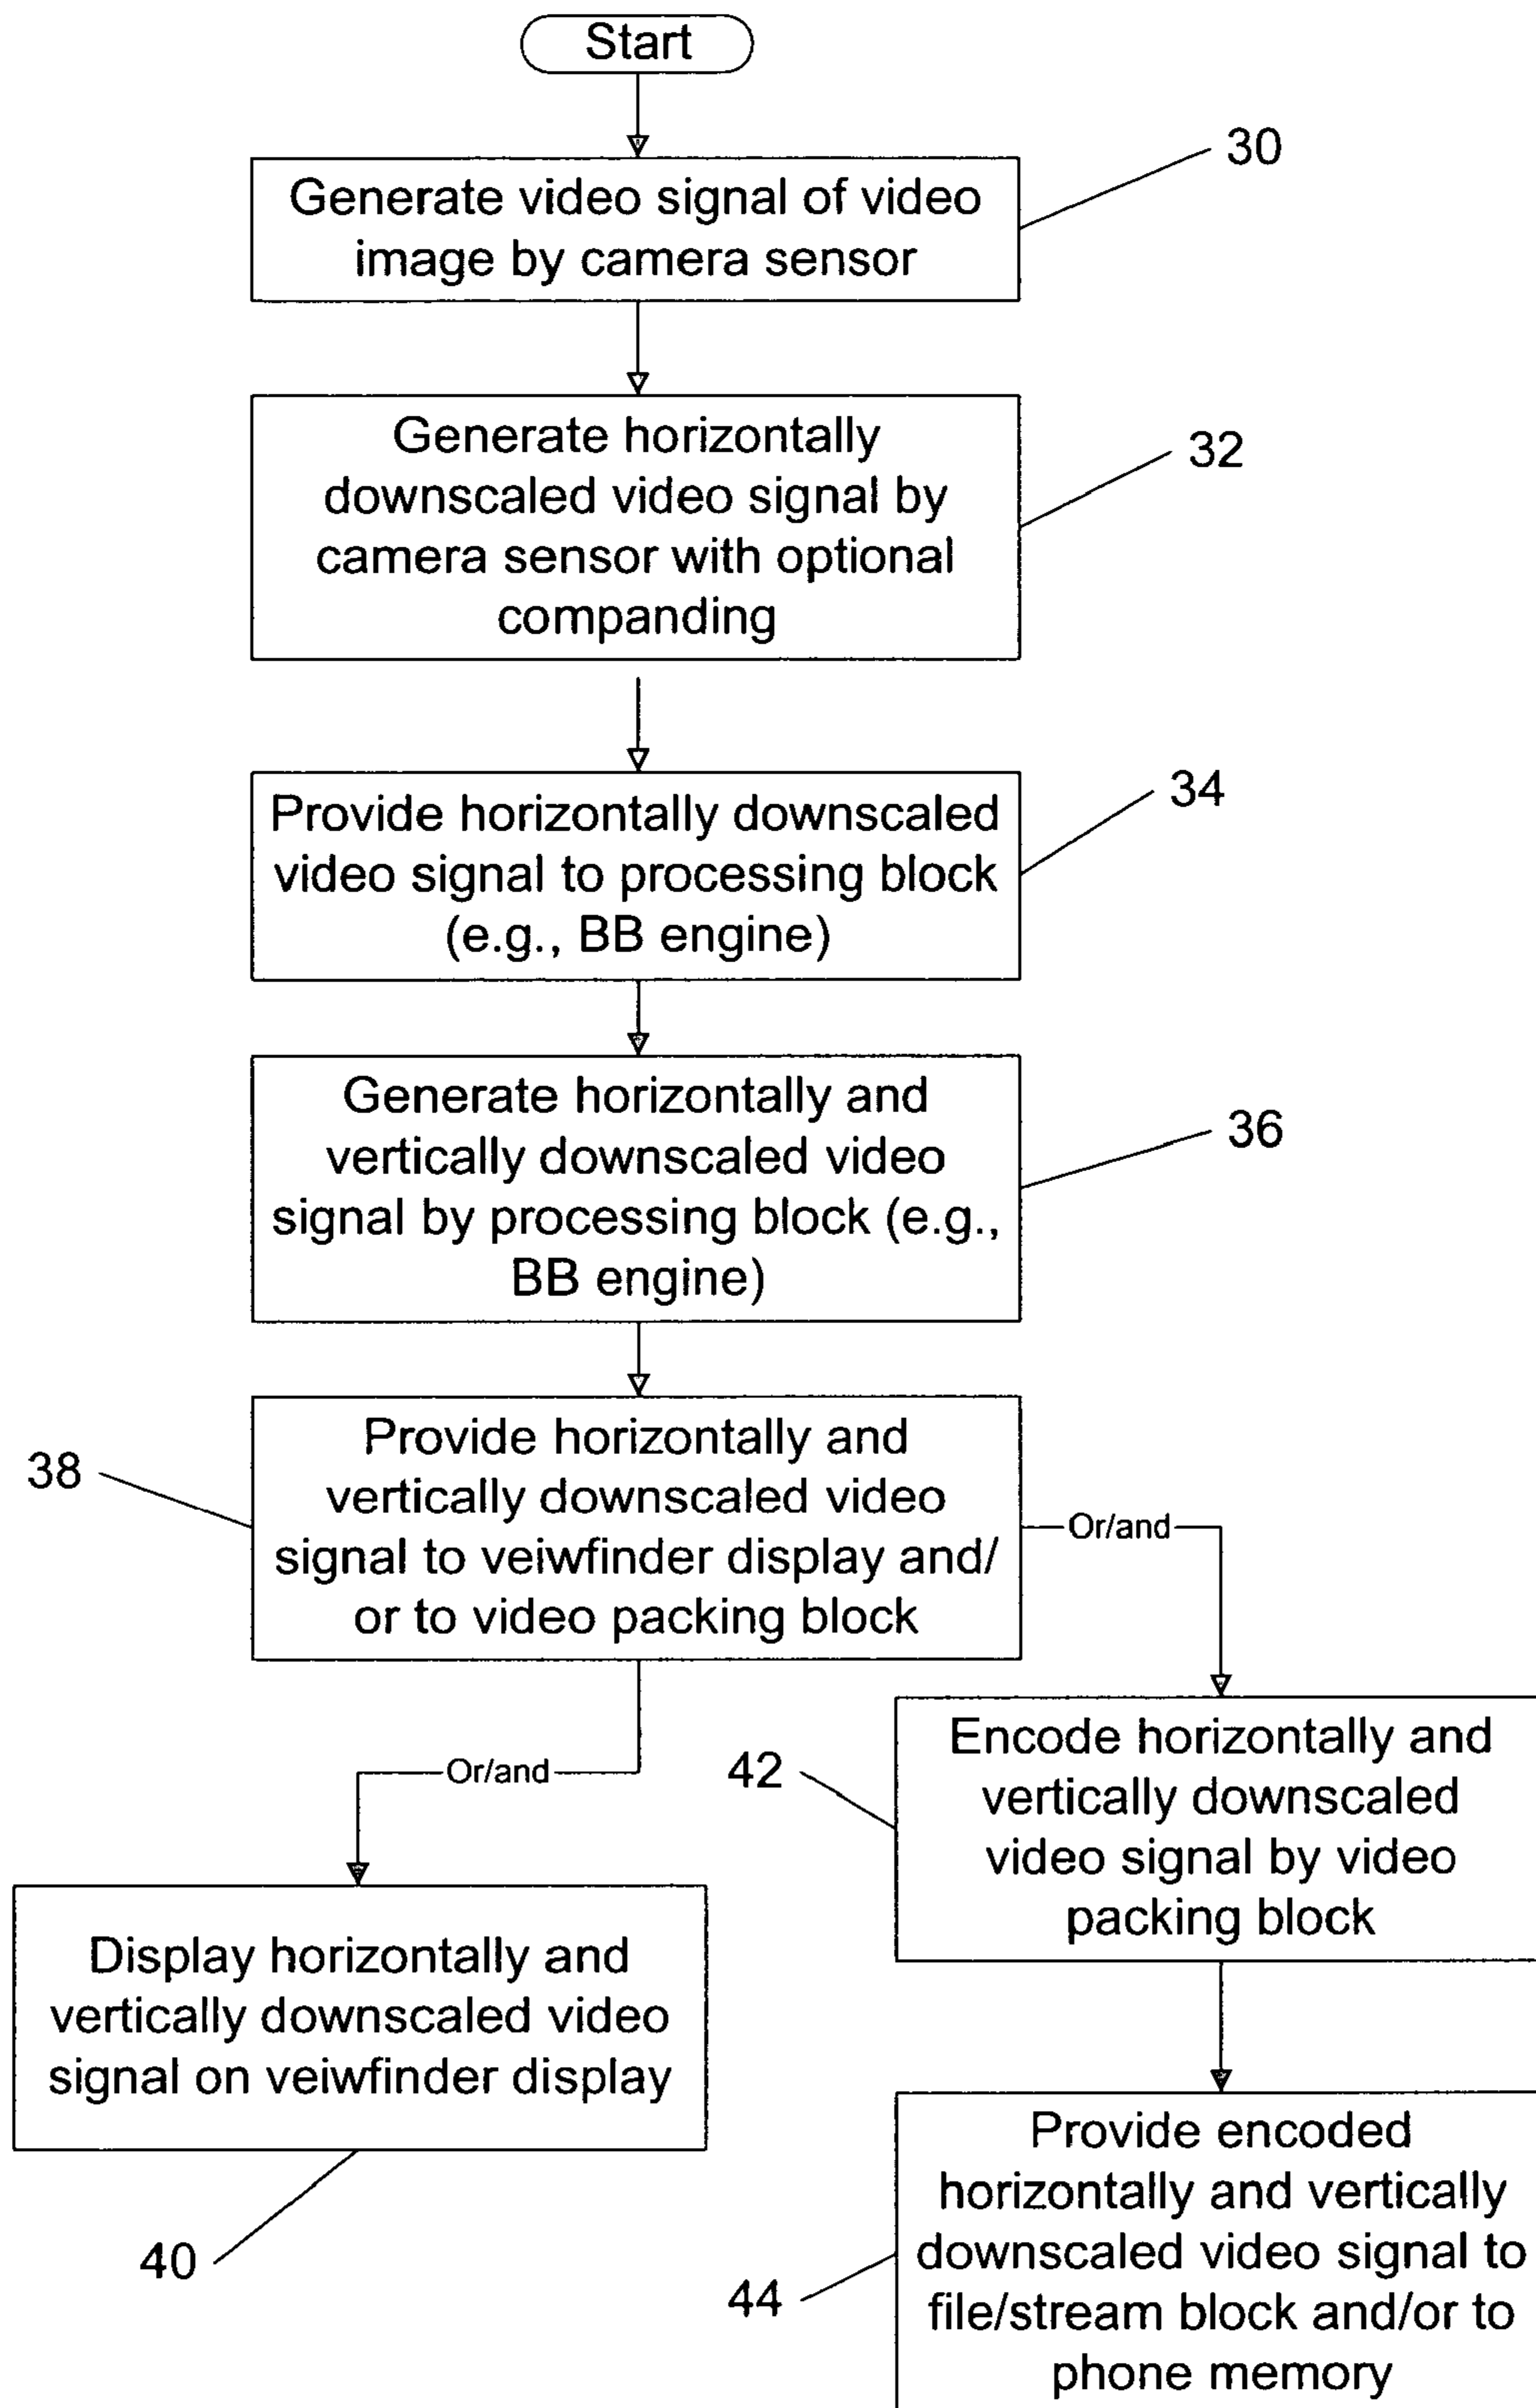 Start
30
Generate video signal of video
image by camera sensor
32
Generate horizontally
downscaled video signal by
camera sensor with optional
companding
34
Provide horizontally downscaled
video signal to processing block
(e.g., BB engine)
36
Generate horizontally and
vertically downscaled video
signal by processing block (e.g.,
BB engine)
38
Provide horizontally and
vertically downscaled video
signal to veiwfinder display and/
or to video packing block
Or/and
Or/and
42
Encode horizontally and
vertically downscaled
video signal by video
packing block
Display horizontally and
vertically downscaled video
signal on veiwfinder display
40
44
Provide encoded
horizontally and vertically
downscaled video signal to
file/stream block and/or to
phone memory